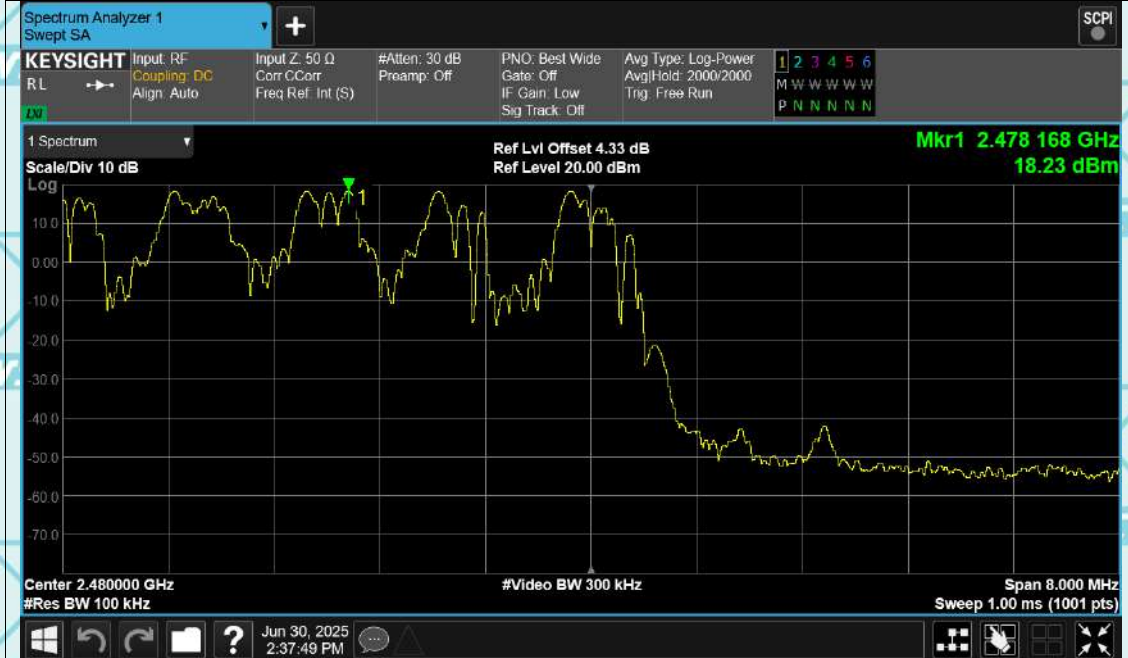 Spectrum Analyzer 1
Swept SA
+
SCPI
KEYSIGHT
RL
LXI
Input: RF
Coupling: DC
Align: Auto
Input Z: 50 Ω
Corr CCorr
Freq Ref: Int (S)
#Atten: 30 dB
Preamp: Off
PNO: Best Wide
Gate: Off
IF Gain: Low
Sig Track: Off
Avg Type: Log-Power
Avg|Hold: 2000/2000
Trig: Free Run
1 2 3 4 5 6
M W W W W W
P N N N N N
1 Spectrum
Scale/Div 10 dB
Ref Lvl Offset 4.33 dB
Ref Level 20.00 dBm
Mkr1 2.478 168 GHz
18.23 dBm
Log
1
10.0
0.00
-10.0
-20.0
-30.0
-40.0
-50.0
-60.0
-70.0
Center 2.480000 GHz
#Res BW 100 kHz
#Video BW 300 kHz
Span 8.000 MHz
Sweep 1.00 ms (1001 pts)
?
Jun 30, 2025
2:37:49 PM